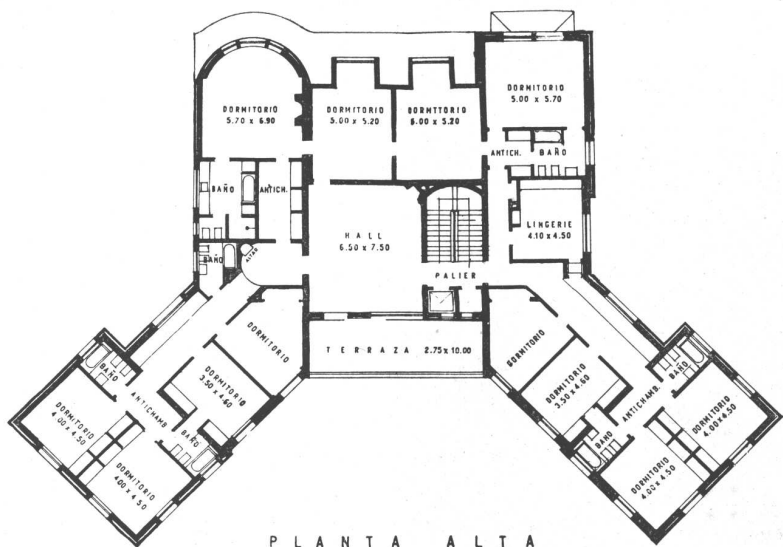 DORMITORIO
5.70 x 6.90
DORMITORIO
5.00 x 5.20
DORMITORIO
6.00 x 5.20
DORMITORIO
5.00 x 5.70
BAÑO
ANTICH.
ANTICH.
BAÑO
HALL
6.50 x 7.50
LINGERIE
4.10 x 4.50
BAÑO
ALTAR
PALIER
DORMITORIO
TERRAZA 2.75 x 10.00
DORMITORIO
BAÑO
DORMITORIO
3.50 x 4.60
DORMITORIO
3.50 x 4.60
BAÑO
DORMITORIO
4.00 x 4.50
ANTICHAMB.
BAÑO
DORMITORIO
4.00 x 4.50
BAÑO
ANTICHAMB.
DORMITORIO
4.00 x 4.50
DORMITORIO
4.00 x 4.50
PLANTA ALTA